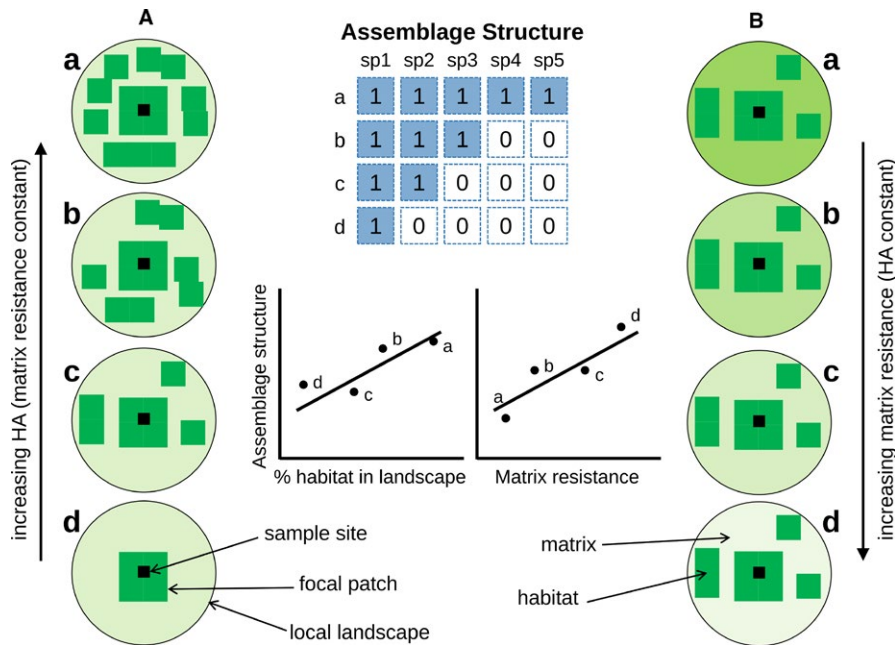 A
Assemblage Structure
B
sp1 sp2 sp3 sp4 sp5
a 1 1 1 1 1
b 1 1 1 0 0
c 1 1 0 0 0
d 1 0 0 0 0
a
b
c
d
increasing HA (matrix resistance constant)
Assemblage structure
d
c
b
a
% habitat in landscape
a
b
c
d
Matrix resistance
sample site
focal patch
local landscape
matrix
habitat
a
b
c
d
increasing matrix resistance (HA constant)